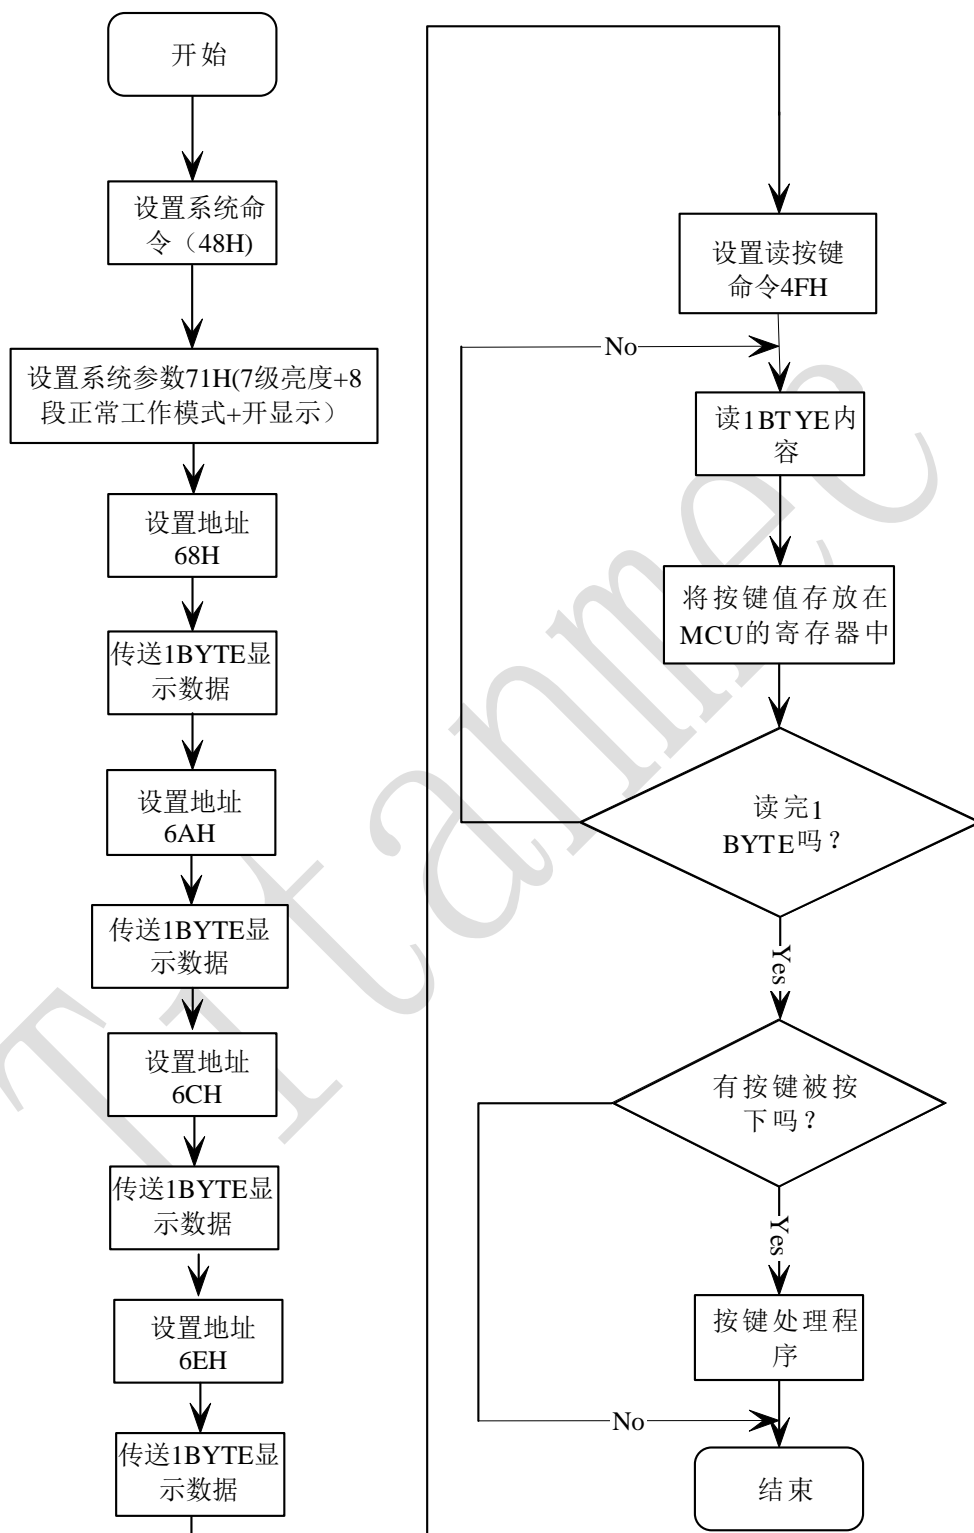 开始
设置系统命
令（48H)
设置系统参数71H(7级亮度+8
段正常工作模式+开显示）
设置地址
68H
传送1BYTE显
示数据
设置地址
6AH
传送1BYTE显
示数据
设置地址
6CH
传送1BYTE显
示数据
设置地址
6EH
传送1BYTE显
示数据
设置读按键
命令4FH
No
读1BTYE内
容
将按键值存放在
MCU的寄存器中
读完1
BYTE吗？
Yes
有按键被按
下吗？
Yes
按键处理程
序
No
结束
Titanmec